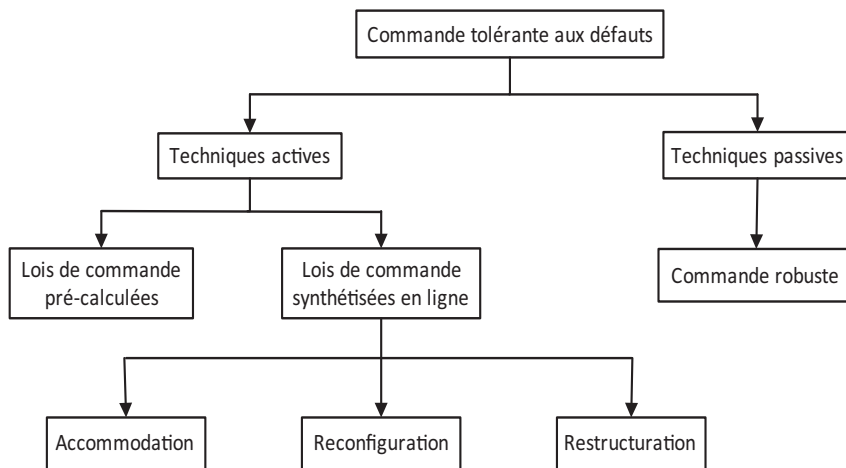 Commande tolérante aux défauts
Techniques actives
Techniques passives
Lois de commande
pré-calculées
Lois de commande
synthétisées en ligne
Commande robuste
Accommodation
Reconfiguration
Restructuration